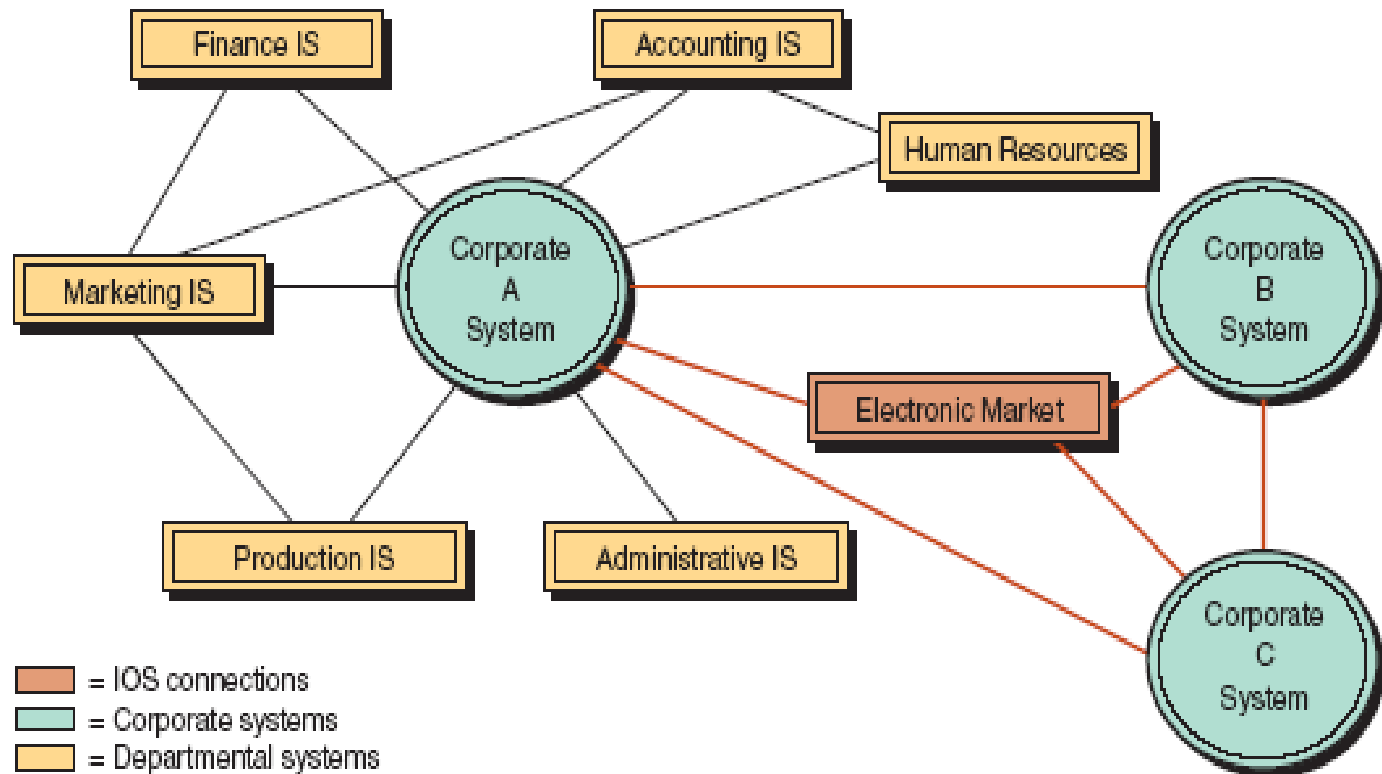 Finance IS
Accounting IS
Human Resources
Corporate
A
System
Corporate
B
System
Marketing IS
Electronic Market
Production IS
Administrative IS
Corporate
C
System
= IOS connections
= Corporate systems
= Departmental systems